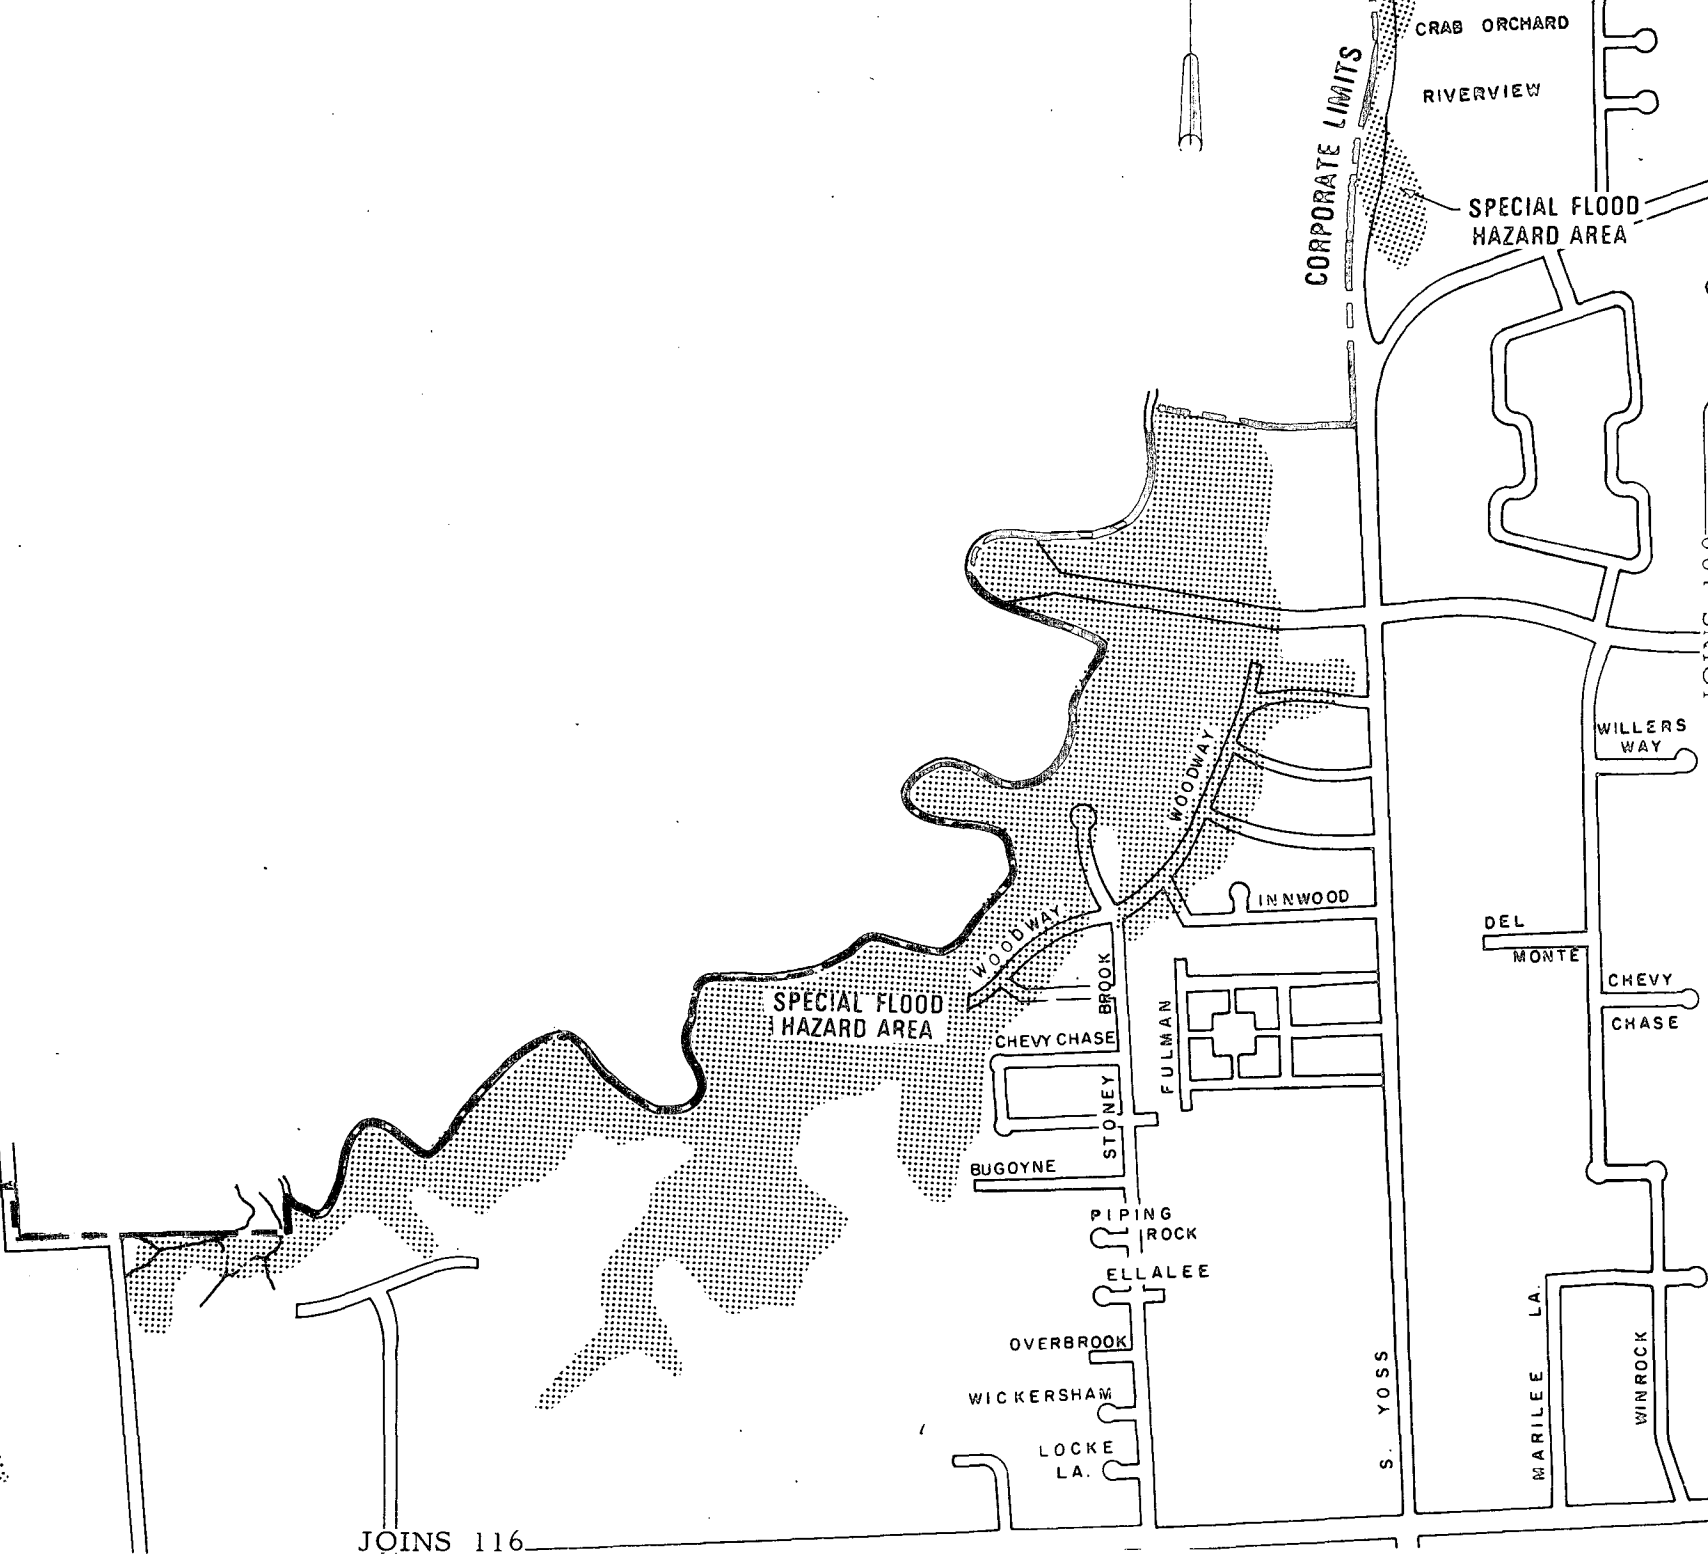 CRAB ORCHARD
RIVERVIEW
CORPORATE LIMITS
SPECIAL FLOOD
HAZARD AREA
WILLERS
WAY
WOODWAY
INNWOOD
DEL
MONTE
WOODWAY
CHEVY
CHASE
SPECIAL FLOOD
HAZARD AREA
STONEY BROOK
FULMAN
CHEVY CHASE
BUGOYNE
PIPING
ROCK
ELLALEE
OVERBROOK
WICKERSHAM
LOCKE
LA.
S. YOSS
MARILEE LA.
WINROCK
JOINS 116